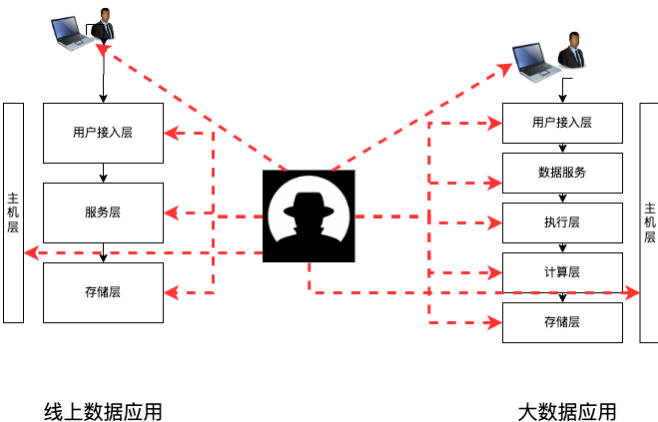 用户接入层
服务层
存储层
主机层
线上数据应用
用户接入层
数据服务
执行层
计算层
存储层
主机层
大数据应用